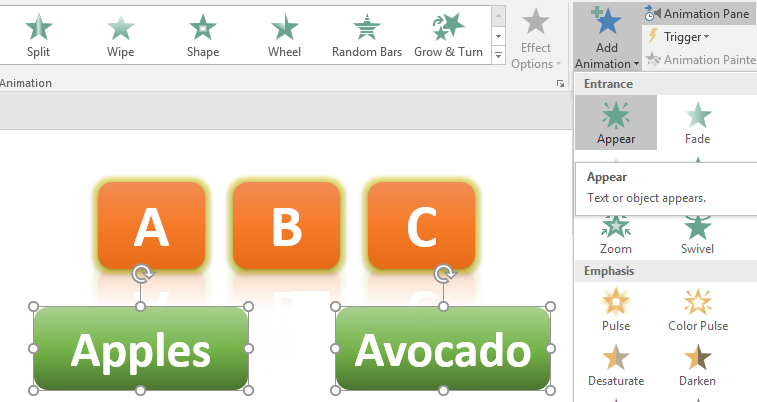 Split Wipe Shape Wheel Random Bars Grow & Turn
Effect
Options
Add
Animation
Animation Pane
Trigger
Animation Painte
Animation
Entrance
Appear Fade
Appear
Text or object appears.
Zoom Swivel
Emphasis
Pulse Color Pulse
Desaturate Darken
A B C
Apples Avocado